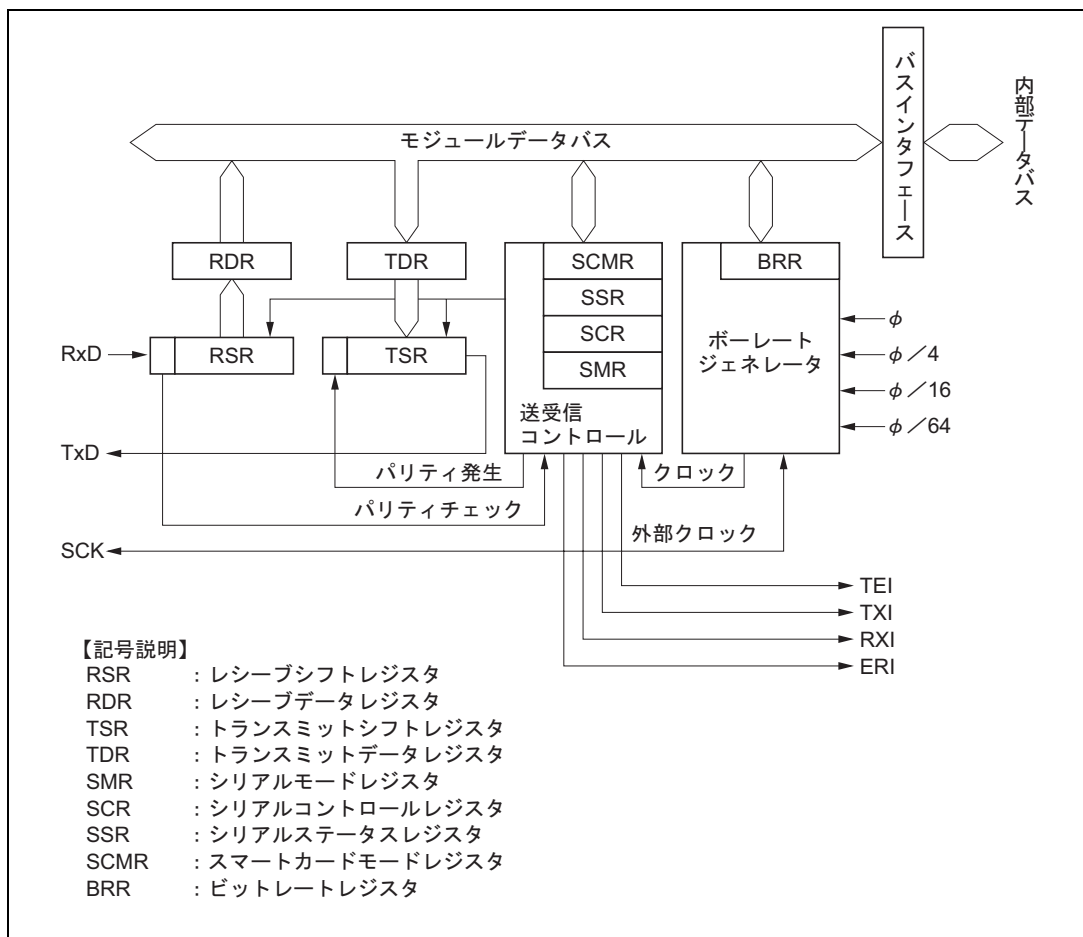 バスインタフェース
内部データバス
モジュールデータバス
RDR
TDR
SCMR
BRR
SSR
SCR
SMR
RxD
RSR
TSR
ボーレート
ジェネレータ
φ
φ/4
φ/16
φ/64
送受信
コントロール
TxD
パリティ発生
クロック
パリティチェック
外部クロック
SCK
TEI
TXI
RXI
ERI
【記号説明】
RSR :レシーブシフトレジスタ
RDR :レシーブデータレジスタ
TSR :トランスミットシフトレジスタ
TDR :トランスミットデータレジスタ
SMR :シリアルモードレジスタ
SCR :シリアルコントロールレジスタ
SSR :シリアルステータスレジスタ
SCMR :スマートカードモードレジスタ
BRR :ビットレートレジスタ